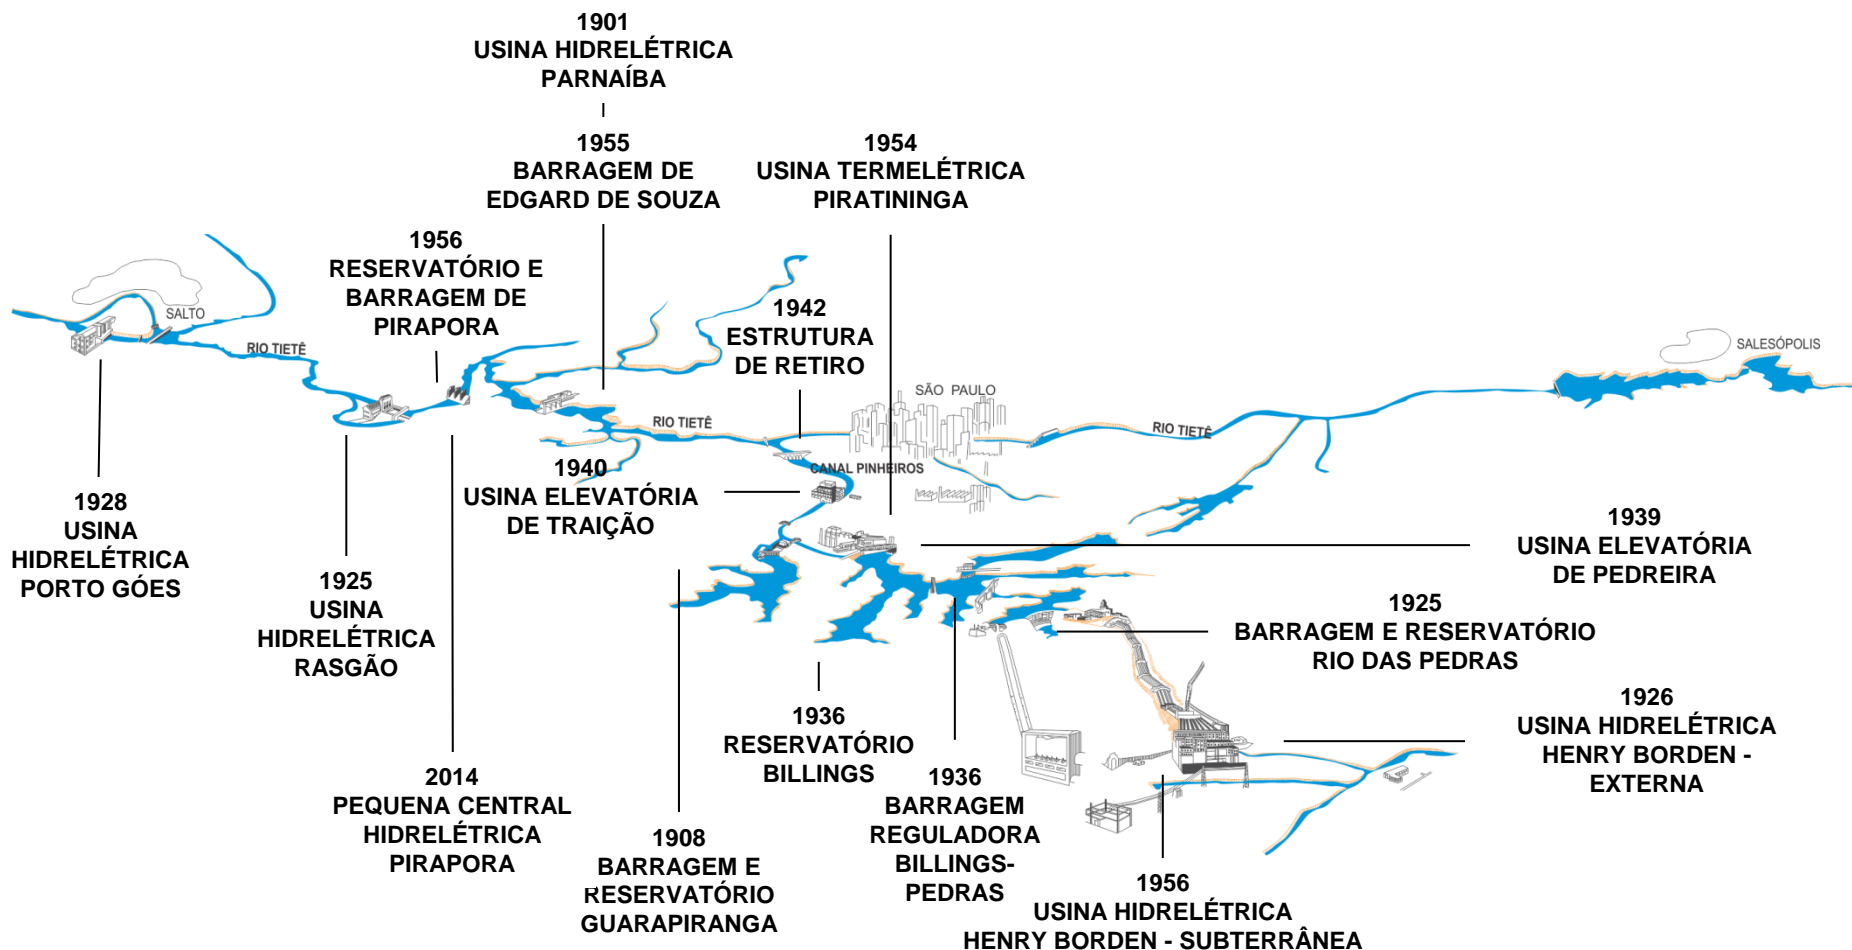 1901
USINA HIDRELÉTRICA
PARNAÍBA
1955
BARRAGEM DE
EDGARD DE SOUZA
1954
USINA TERMELÉTRICA
PIRATININGA
1956
RESERVATÓRIO E
BARRAGEM DE
PIRAPORA
1942
ESTRUTURA
DE RETIRO
SALTO
RIO TIETÊ
SÃO PAULO
SALESÓPOLIS
RIO TIETÊ
RIO TIETÊ
CANAL PINHEIROS
1940
USINA ELEVATÓRIA
DE TRAIÇÃO
1928
USINA
HIDRELÉTRICA
PORTO GÓES
1925
USINA
HIDRELÉTRICA
RASGÃO
1939
USINA ELEVATÓRIA
DE PEDREIRA
1925
BARRAGEM E RESERVATÓRIO
RIO DAS PEDRAS
1926
USINA HIDRELÉTRICA
HENRY BORDEN -
EXTERNA
1936
RESERVATÓRIO
BILLINGS
2014
PEQUENA CENTRAL
HIDRELÉTRICA
PIRAPORA
1908
BARRAGEM E
RESERVATÓRIO
GUARAPIRANGA
1936
BARRAGEM
REGULADORA
BILLINGS-
PEDRAS
1956
USINA HIDRELÉTRICA
HENRY BORDEN - SUBTERRÂNEA